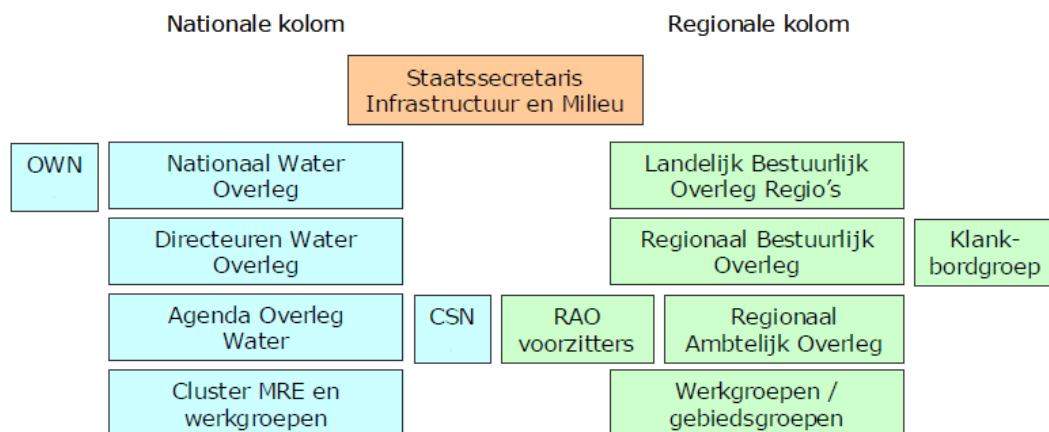 Nationale kolom
Regionale kolom
Staatssecretaris
Infrastructuur en Milieu
OWN
Nationaal Water
Overleg
Landelijk Bestuurlijk
Overleg Regio's
Directeuren Water
Overleg
Regionaal Bestuurlijk
Overleg
Klank-
bordgroep
Agenda Overleg
Water
CSN
RAO
voorzitters
Regionaal
Ambtelijk Overleg
Cluster MRE en
werkgroepen
Werkgroepen /
gebiedsgroepen